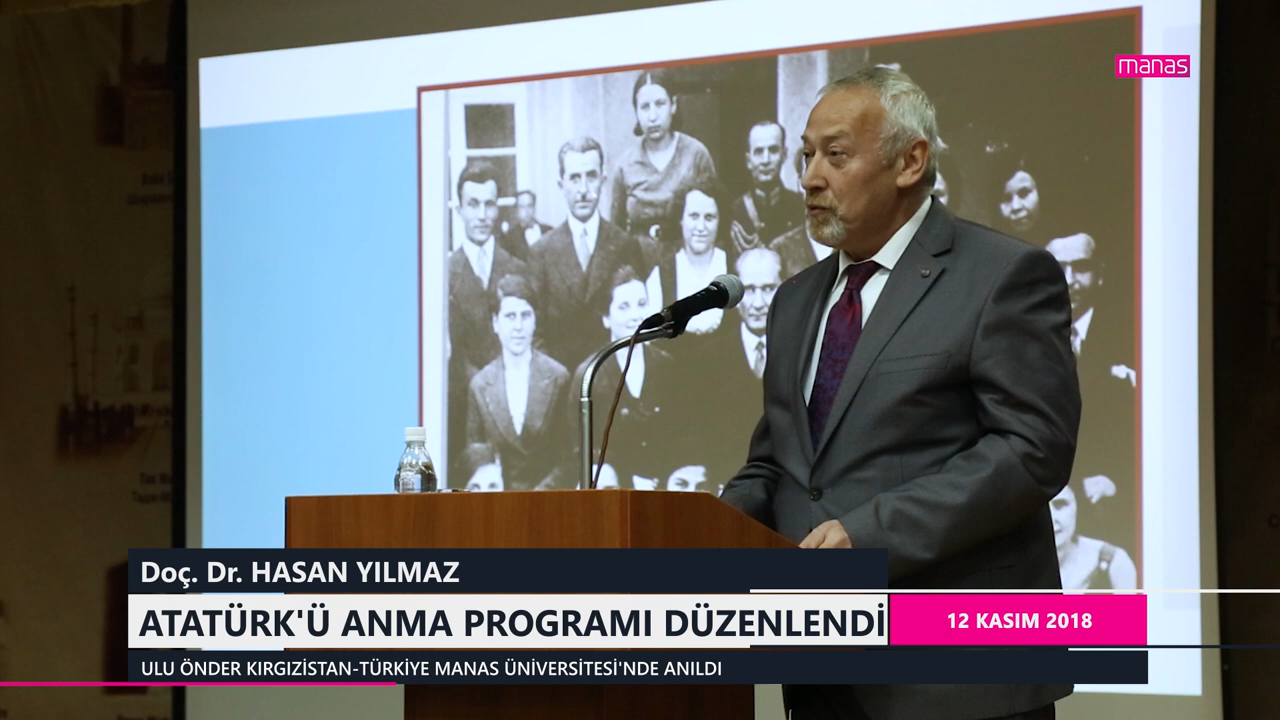 manas
Doç. Dr. HASAN YILMAZ
ATATÜRK'Ü ANMA PROGRAMI DÜZENLENDİ
12 KASIM 2018
ULU ÖNDER KIRGIZİSTAN-TÜRKİYE MANAS ÜNİVERSİTESİ'NDE ANILDI